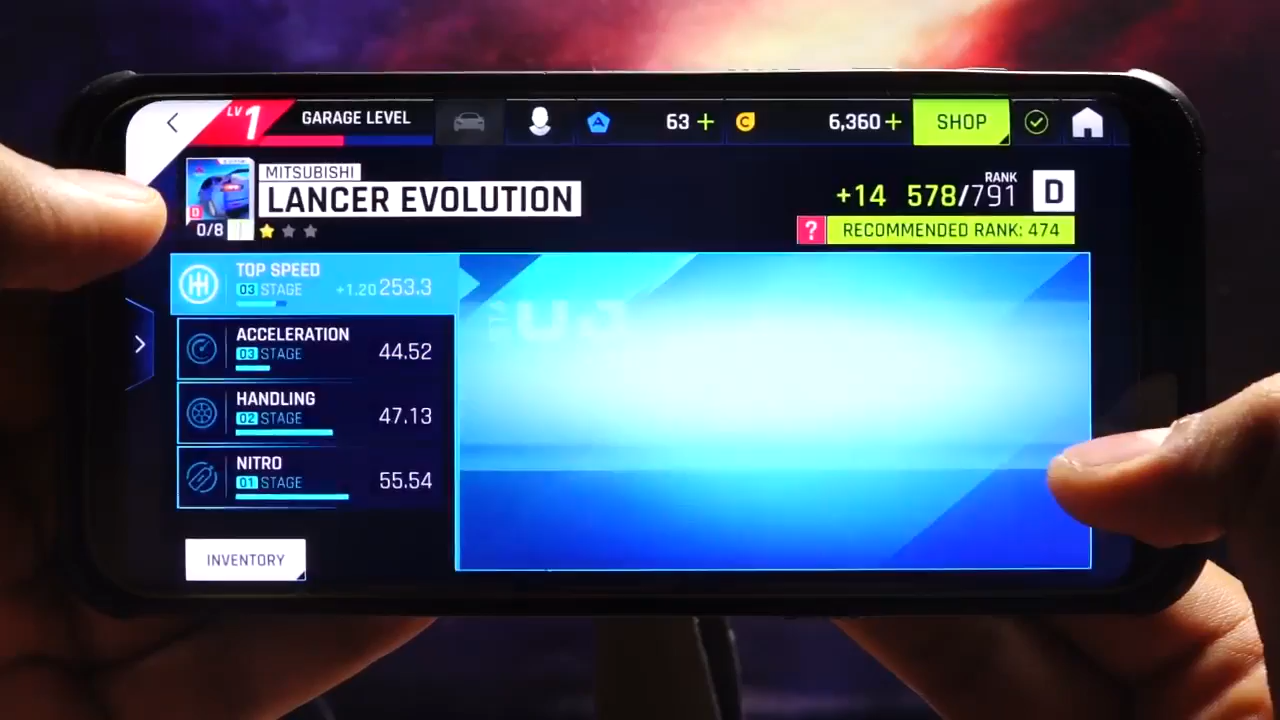 LV 1 GARAGE LEVEL 63 + 6,360 + SHOP
MITSUBISHI
LANCER EVOLUTION
0/8
RANK
+14 578/791 D
? RECOMMENDED RANK: 474
TOP SPEED
03 STAGE +1.20 253.3
ACCELERATION
03 STAGE 44.52
HANDLING
02 STAGE 47.13
NITRO
01 STAGE 55.54
INVENTORY